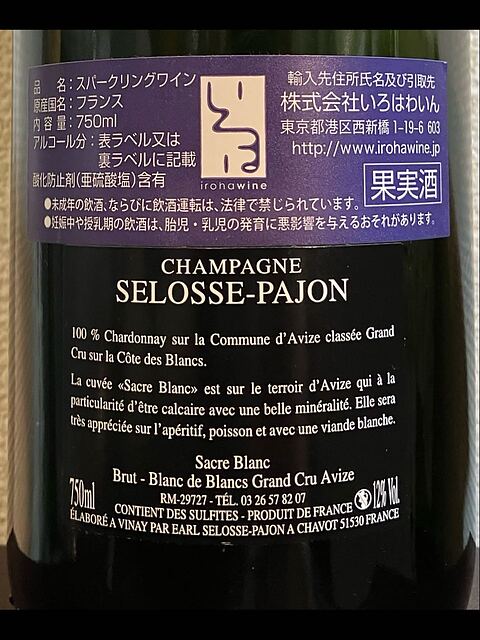 品 名：スパークリングワイン
原産国名：フランス
内 容 量：750ml
アルコール分：表ラベル又は
裏ラベルに記載
酸化防止剤(亜硫酸塩)含有
いろは
irohawine
輸入先住所氏名及び引取先
株式会社いろはわいん
東京都港区西新橋 1-19-6 603
http://www.irohawine.jp
果実酒
●未成年の飲酒、ならびに飲酒運転は、法律で禁じられています。
●妊娠中や授乳期の飲酒は、胎児・乳児の発育に悪影響を与えるおそれがあります。
CHAMPAGNE
SELOSSE-PAJON
100 % Chardonnay sur la Commune d'Avize classée Grand
Cru sur la Côte des Blancs.
La cuvée «Sacre Blanc» est sur le terroir d'Avize qui à la
particularité d'être calcaire avec une belle minéralité. Elle sera
très appréciée sur l'apéritif, poisson et avec une viande blanche.
Sacre Blanc
Brut - Blanc de Blancs Grand Cru Avize
750ml
RM-29727 - TÉL. 03 26 57 82 07
12% Vol.
CONTIENT DES SULFITES - PRODUIT DE FRANCE
ÉLABORÉ A VINAY PAR EARL SELOSSE-PAJON A CHAVOT 51530 FRANCE